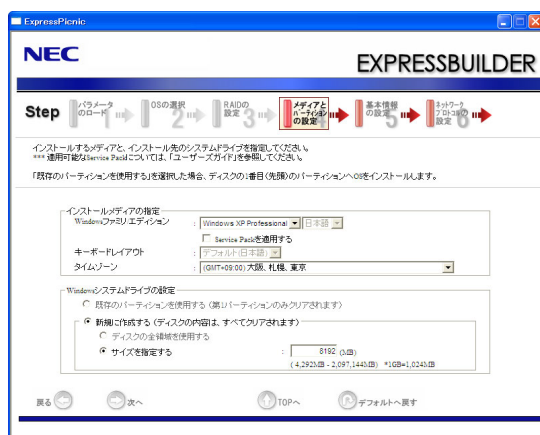 ExpressPicnic
NEC
EXPRESSBUILDER
Step
パラメータのロード 1
OSの選択 2
RAIDの設定 3
メディアとパーティションの設定 4
基本情報の設定 5
ネットワークプロトコルの設定 6
インストールするメディアと、インストール先のシステムドライブを指定してください。
*** 適用可能なService Packについては、「ユーザーズガイド」を参照してください。
「既存のパーティションを使用する」を選択した場合、ディスクの1番目(先頭)のパーティションへOSをインストールします。
インストールメディアの指定
Windowsファミリ/エディション : Windows XP Professional 日本語
Service Packを適用する
キーボードレイアウト : デフォルト(日本語)
タイムゾーン : (GMT+09:00) 大阪、札幌、東京
Windowsシステムドライブの設定
既存のパーティションを使用する (第1パーティションのみクリアされます)
新規に作成する (ディスクの内容は、すべてクリアされます)
ディスクの全領域を使用する
サイズを指定する : 8192 (MB)
( 4,292MB - 2,097,144MB) *1GB=1,024MB
戻る 次へ TOPへ デフォルトへ戻す